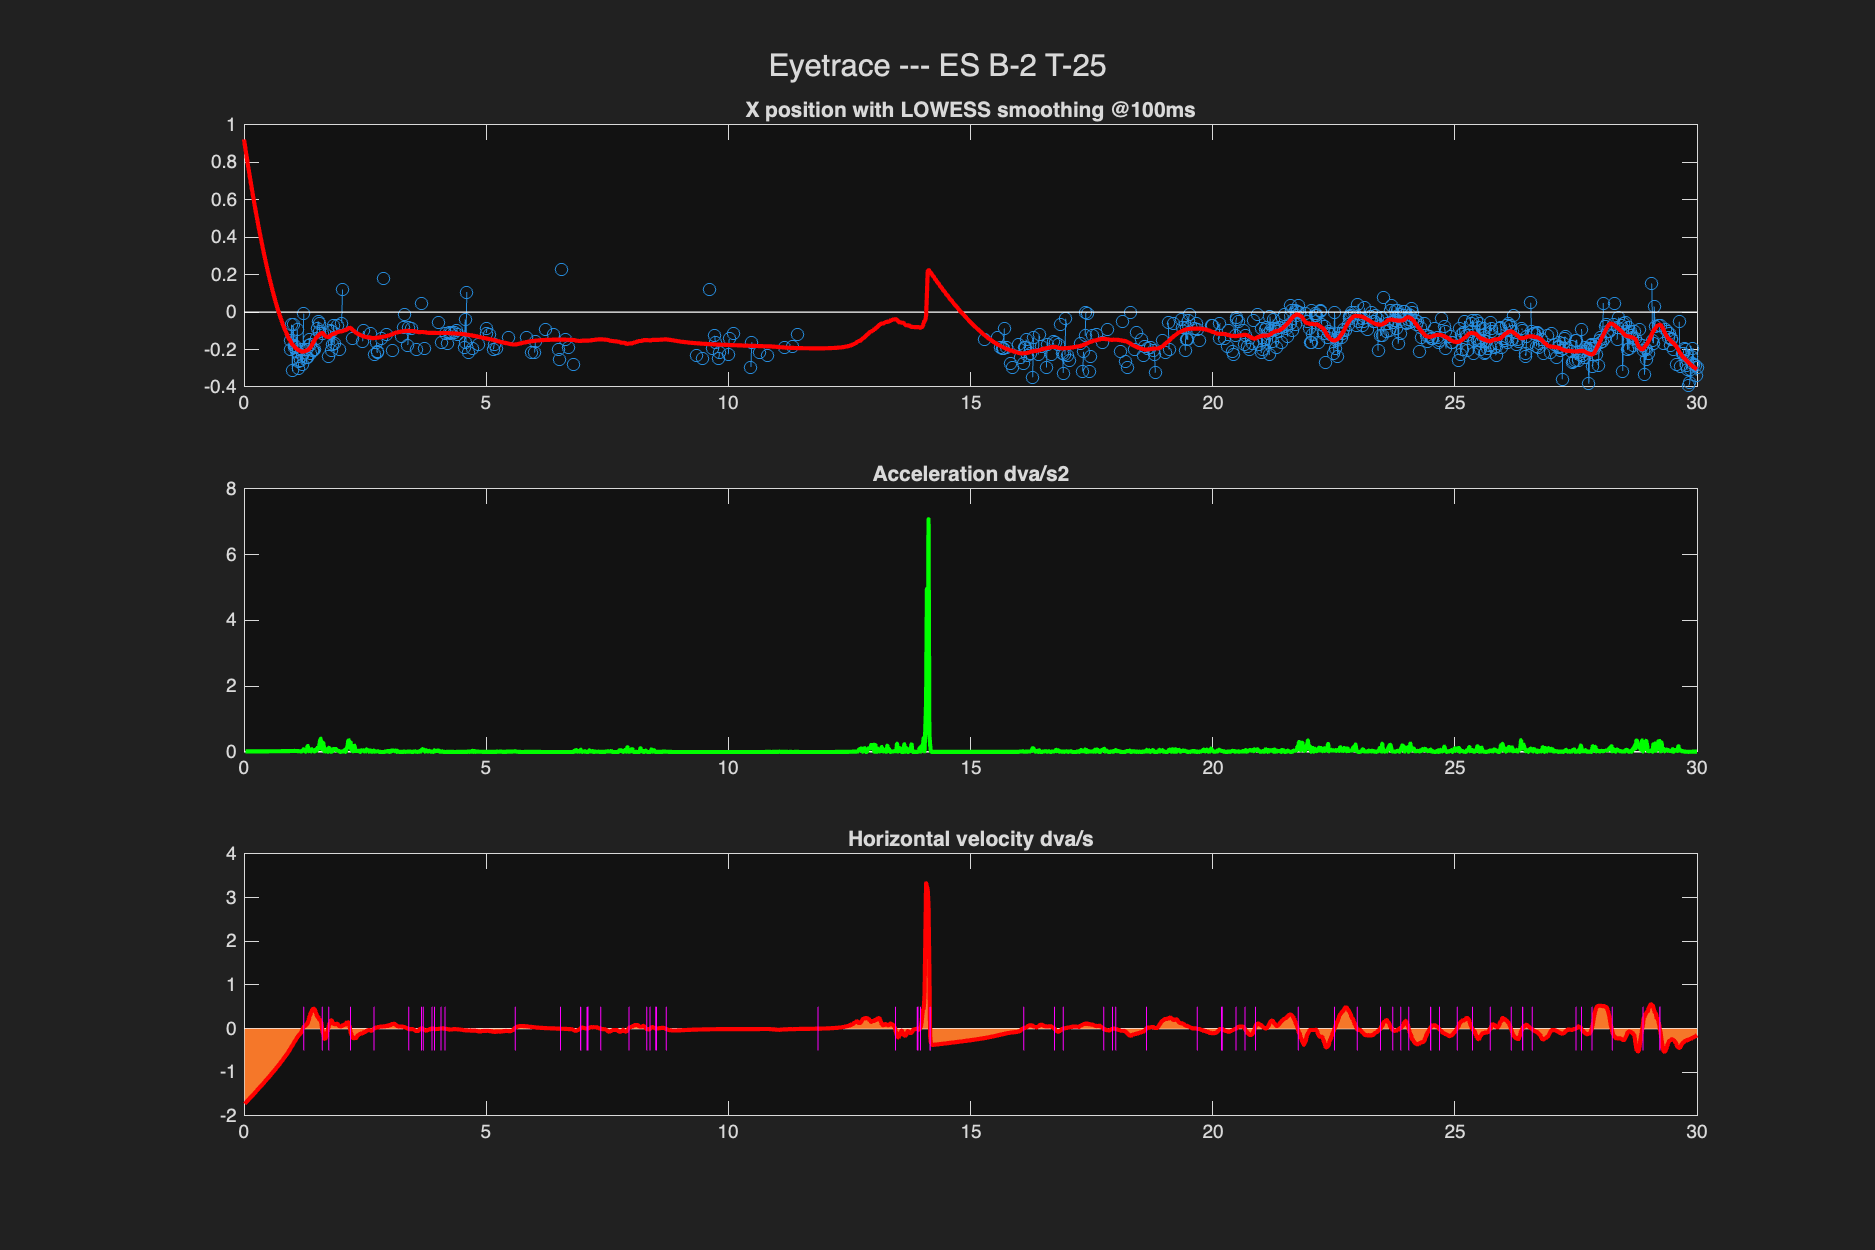 Eyetrace --- ES B-2 T-25
X position with LOWESS smoothing @100ms
1
0.8
0.6
0.4
0.2
0
-0.2
-0.4
0 5 10 15 20 25 30
Acceleration dva/s2
8
6
4
2
0
0 5 10 15 20 25 30
Horizontal velocity dva/s
4
3
2
1
0
-1
-2
0 5 10 15 20 25 30